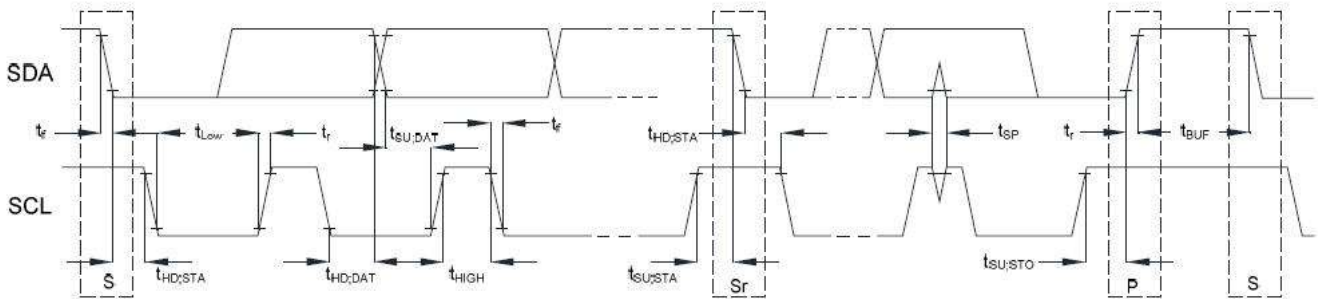 SDA
tf tLow tr tSU;DAT tf tHD;STA tSP tr tBUF
SCL
S tHD;STA tHD;DAT tHIGH tSU;STA Sr tSU;STO P S